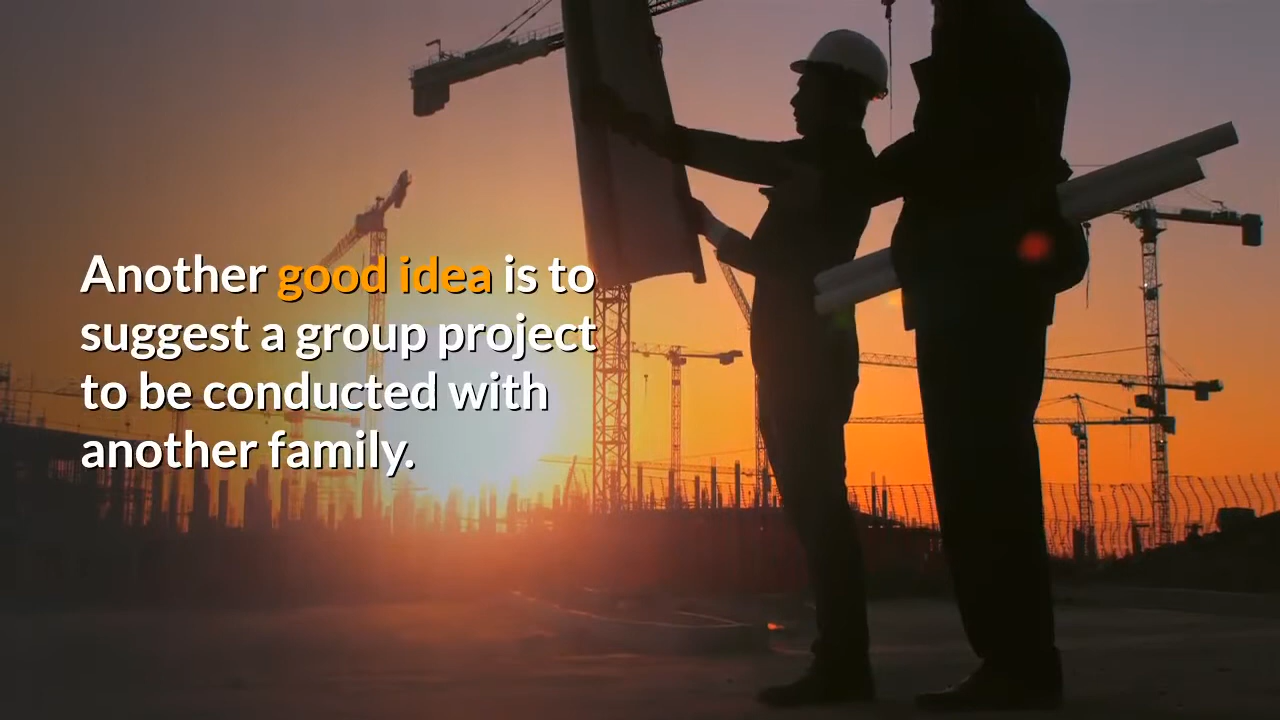 Another good idea is to
suggest a group project
to be conducted with
another family.